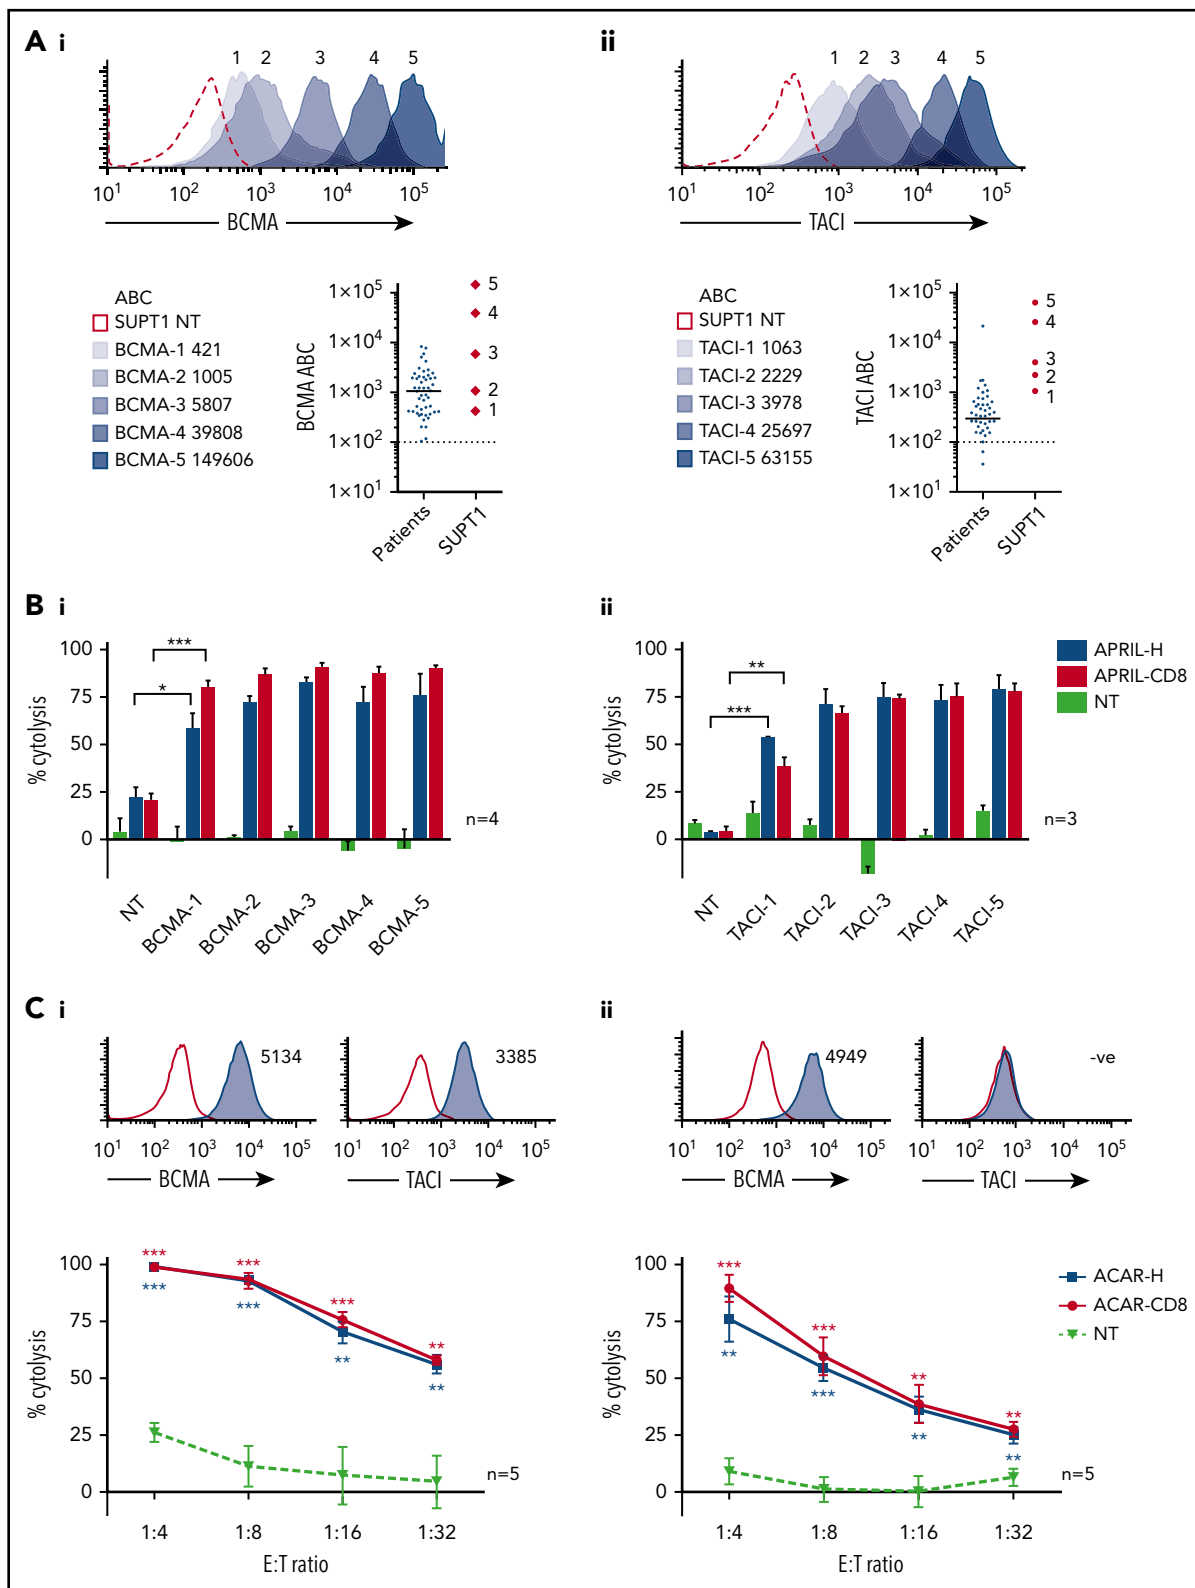 A i
1 2 3 4 5
10¹ 10² 10³ 10⁴ 10⁵
BCMA
ABC
SUPT1 NT
BCMA-1 421
BCMA-2 1005
BCMA-3 5807
BCMA-4 39808
BCMA-5 149606
BCMA ABC
1×10⁵
1×10⁴
1×10³
1×10²
1×10¹
5
4
3
2
1
Patients
SUPT1
ii
1 2 3 4 5
10¹ 10² 10³ 10⁴ 10⁵
TACI
ABC
SUPT1 NT
TACI-1 1063
TACI-2 2229
TACI-3 3978
TACI-4 25697
TACI-5 63155
TACI ABC
1×10⁵
1×10⁴
1×10³
1×10²
1×10¹
5
4
3
2
1
Patients
SUPT1
B i
% cytolysis
100
75
50
25
0
***
*
n=4
NT
BCMA-1
BCMA-2
BCMA-3
BCMA-4
BCMA-5
ii
% cytolysis
100
75
50
25
0
**
***
n=3
NT
TACI-1
TACI-2
TACI-3
TACI-4
TACI-5
APRIL-H
APRIL-CD8
NT
C i
5134
10¹ 10² 10³ 10⁴ 10⁵
BCMA
3385
10¹ 10² 10³ 10⁴ 10⁵
TACI
% cytolysis
100
75
50
25
0
*** *** *** **
*** *** ** **
n=5
1:4 1:8 1:16 1:32
E:T ratio
ii
4949
10¹ 10² 10³ 10⁴ 10⁵
BCMA
-ve
10¹ 10² 10³ 10⁴ 10⁵
TACI
% cytolysis
100
75
50
25
0
*** *** ** **
** *** ** **
n=5
1:4 1:8 1:16 1:32
E:T ratio
ACAR-H
ACAR-CD8
NT